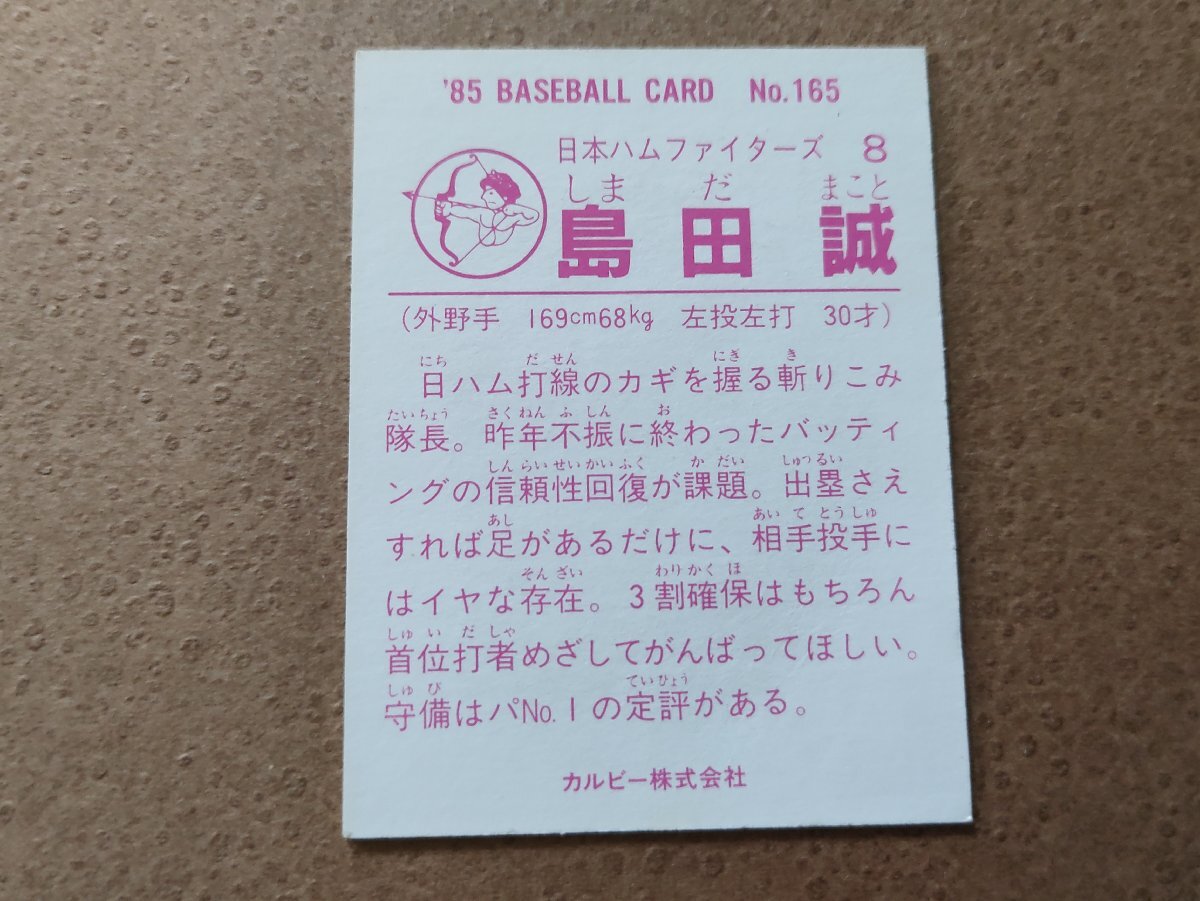 '85 BASEBALL CARD No.165
日本ハムファイターズ 8
しま だ まこと
島田誠
(外野手 169cm68kg 左投左打 30才)
にち だ せん にぎ き
日ハム打線のカギを握る斬りこみ
たいちょう さくねん ふ しん お
隊長。昨年不振に終わったバッティ
しんらいせいかいふく か だい しゅつるい
ングの信頼性回復が課題。出塁さえ
あし あい て とうしゅ
すれば足があるだけに、相手投手に
そんざい わりかく ほ
はイヤな存在。3割確保はもちろん
しゅ い だ しゃ
首位打者めざしてがんばってほしい。
しゅ び ていひょう
守備はパNo.1の定評がある。
カルビー株式会社